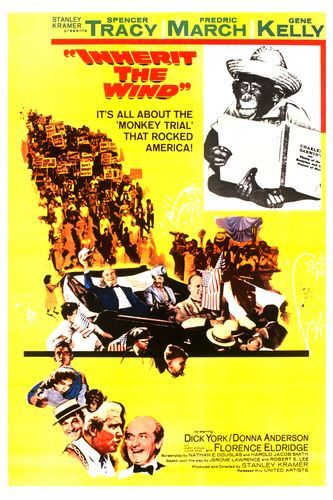 STANLEY
KRAMER
presents
SPENCER
TRACY
FREDRIC
MARCH
GENE
KELLY
"INHERIT
THE
WIND"
IT'S ALL ABOUT THE
'MONKEY TRIAL'
THAT ROCKED
AMERICA!
CHARLES
DARWIN'S
co-starring
DICK YORK/DONNA ANDERSON
with
FLORENCE ELDRIDGE
Screenplay by NATHAN E. DOUGLAS and HAROLD JACOB SMITH
Based upon the play by JEROME LAWRENCE and ROBERT E. LEE
Produced and Directed by STANLEY KRAMER
Released thru UNITED ARTISTS